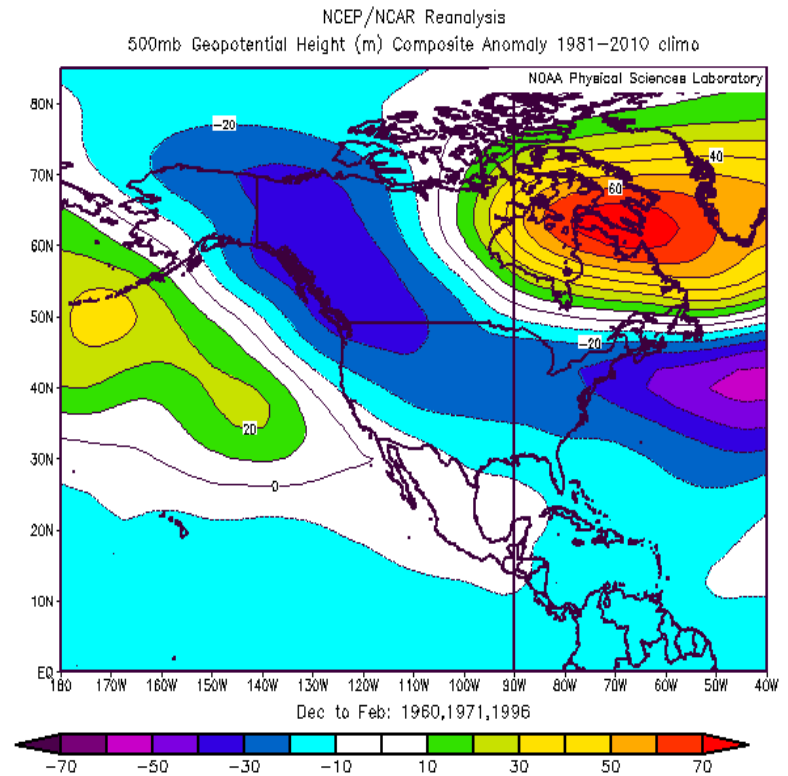 NCEP/NCAR Reanalysis
500mb Geopotential Height (m) Composite Anomaly 1981-2010 climo
NOAA Physical Sciences Laboratory
80N
70N
60N
50N
40N
30N
20N
10N
EQ
-20
40
60
-20
20
0
180 170W 160W 150W 140W 130W 120W 110W 100W 90W 80W 70W 60W 50W 40W
Dec to Feb: 1960,1971,1996
-70 -50 -30 -10 10 30 50 70